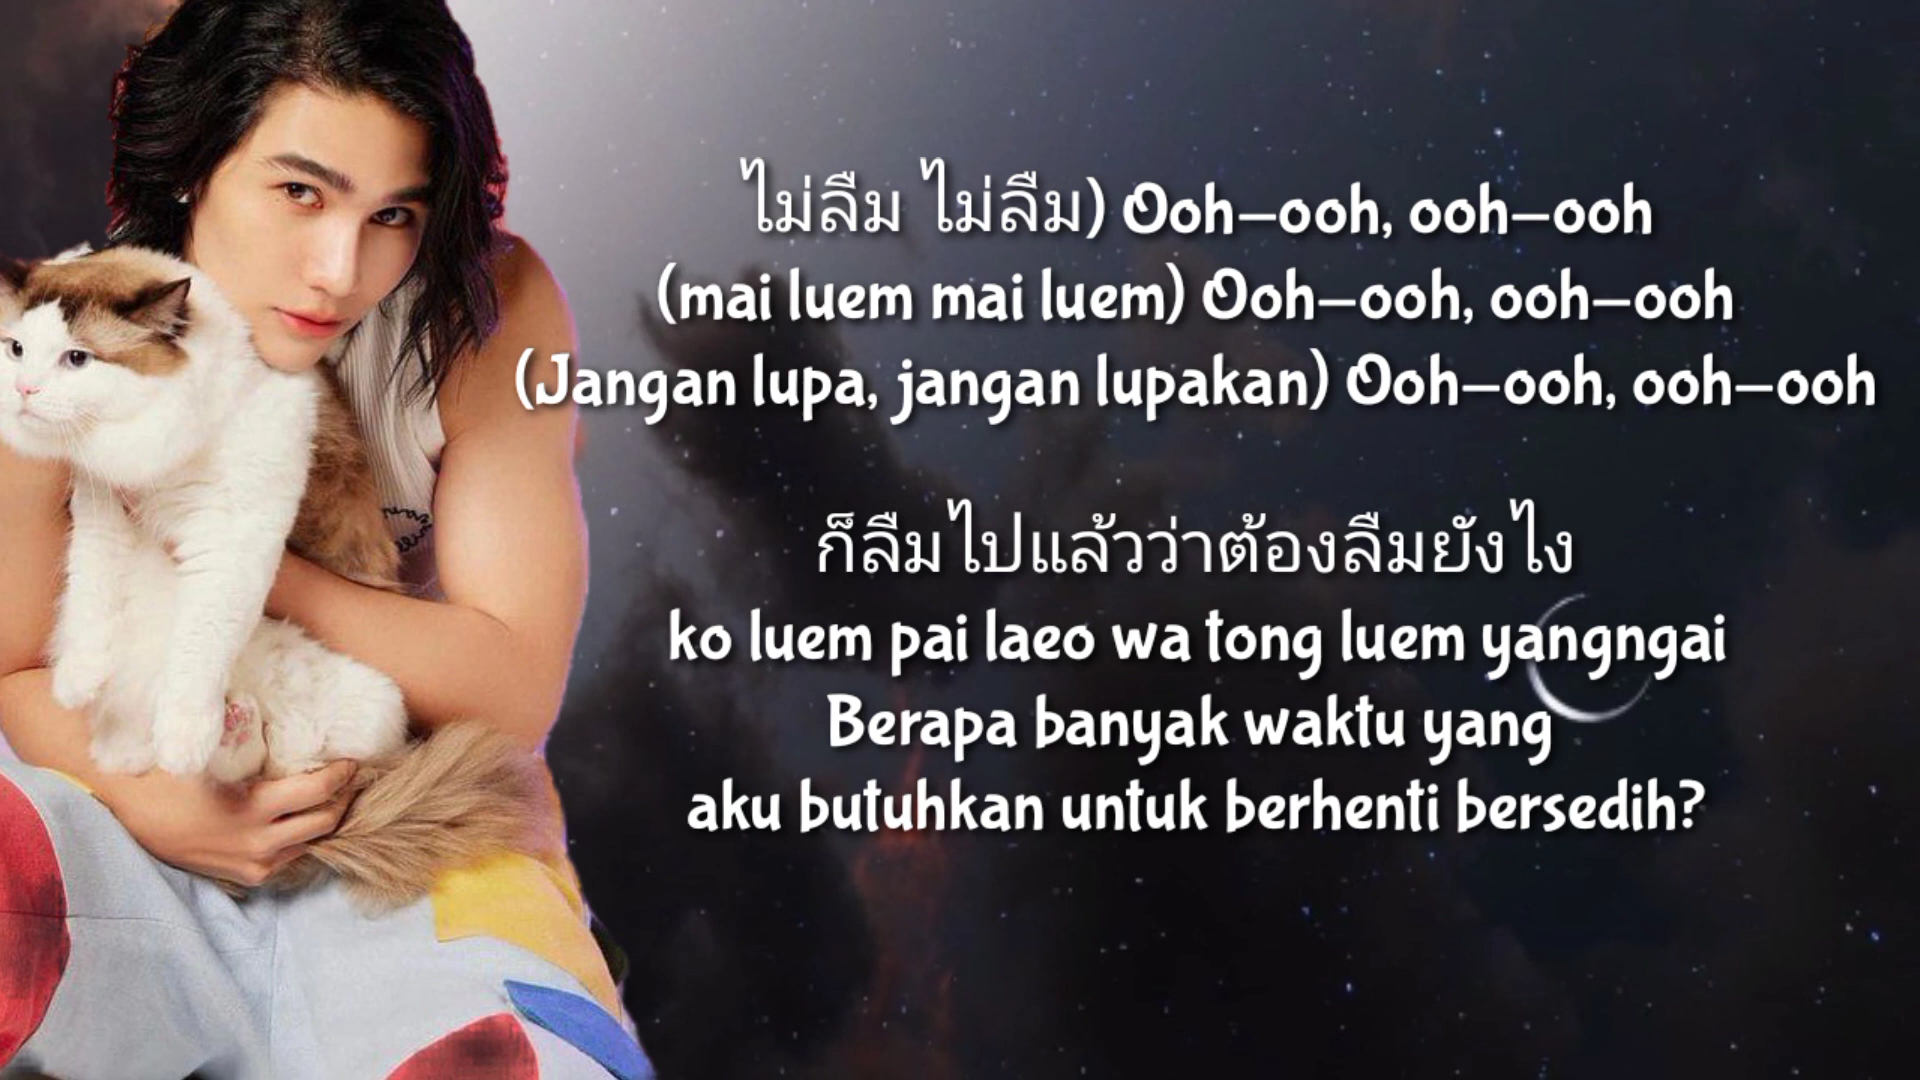 ไม่ลืม ไม่ลืม) Ooh-ooh, ooh-ooh
(mai luem mai luem) Ooh-ooh, ooh-ooh
(Jangan lupa, jangan lupakan) Ooh-ooh, ooh-ooh
ก็ลืมไปแล้วว่าต้องลืมยังไง
ko luem pai laeo wa tong luem yangngai
Berapa banyak waktu yang
aku butuhkan untuk berhenti bersedih?